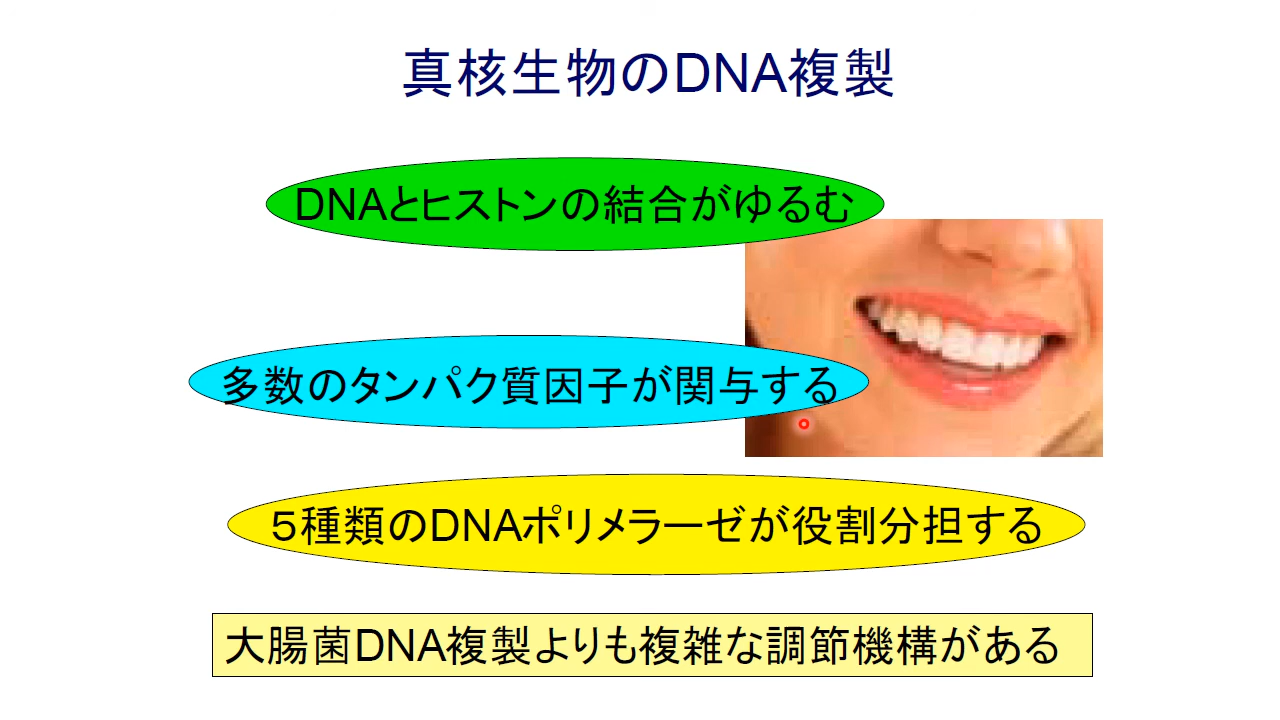 真核生物のDNA複製
DNAとヒストンの結合がゆるむ
多数のタンパク質因子が関与する
５種類のDNAポリメラーゼが役割分担する
大腸菌DNA複製よりも複雑な調節機構がある